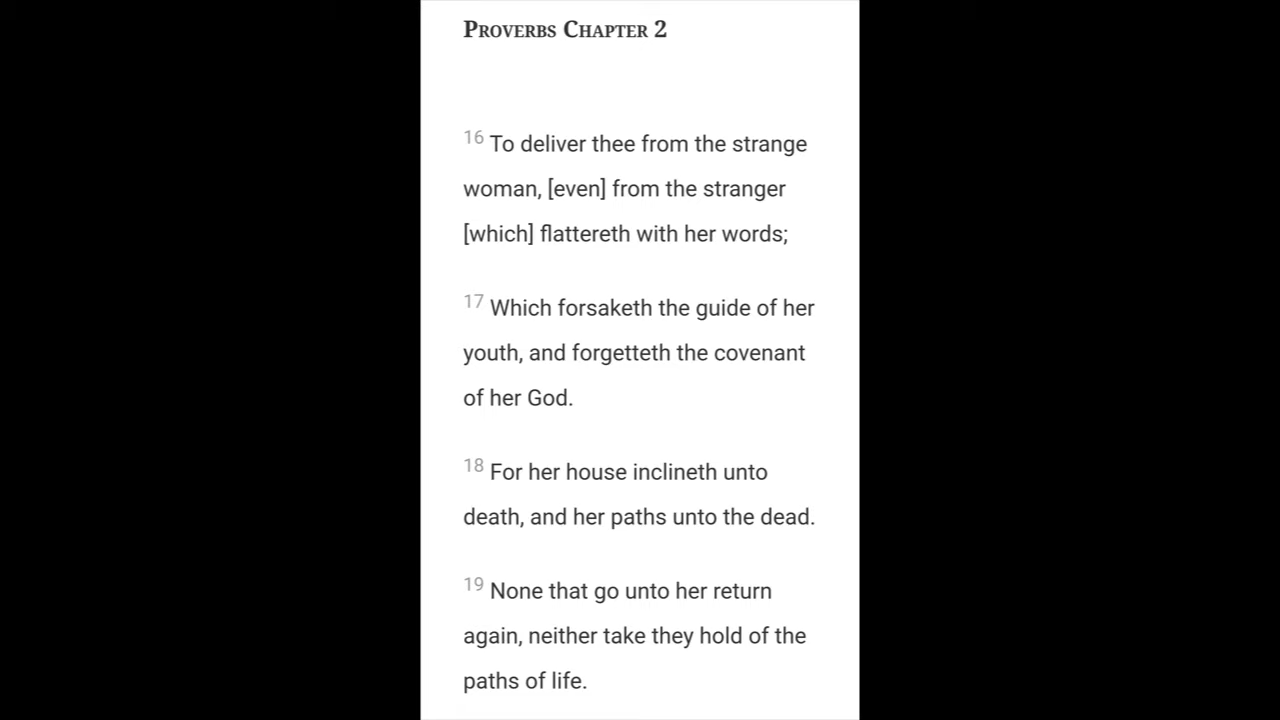 Proverbs Chapter 2
16 To deliver thee from the strange
woman, [even] from the stranger
[which] flattereth with her words;
17 Which forsaketh the guide of her
youth, and forgetteth the covenant
of her God.
18 For her house inclineth unto
death, and her paths unto the dead.
19 None that go unto her return
again, neither take they hold of the
paths of life.